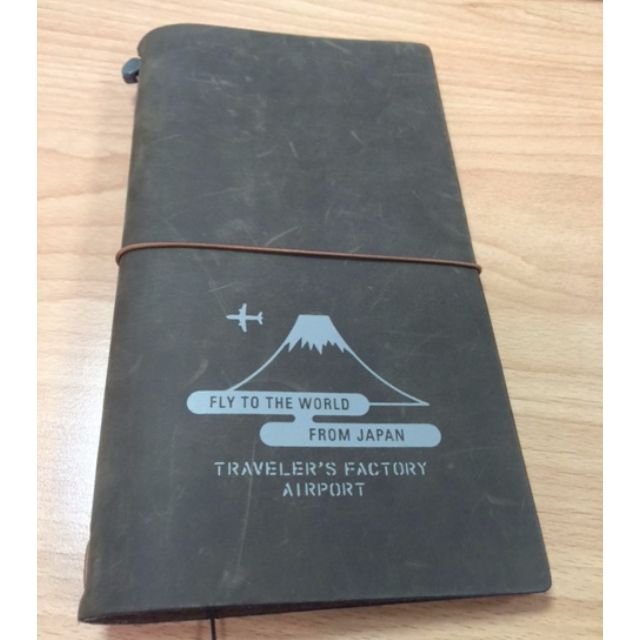 FLY TO THE WORLD
FROM JAPAN
TRAVELER'S FACTORY
AIRPORT